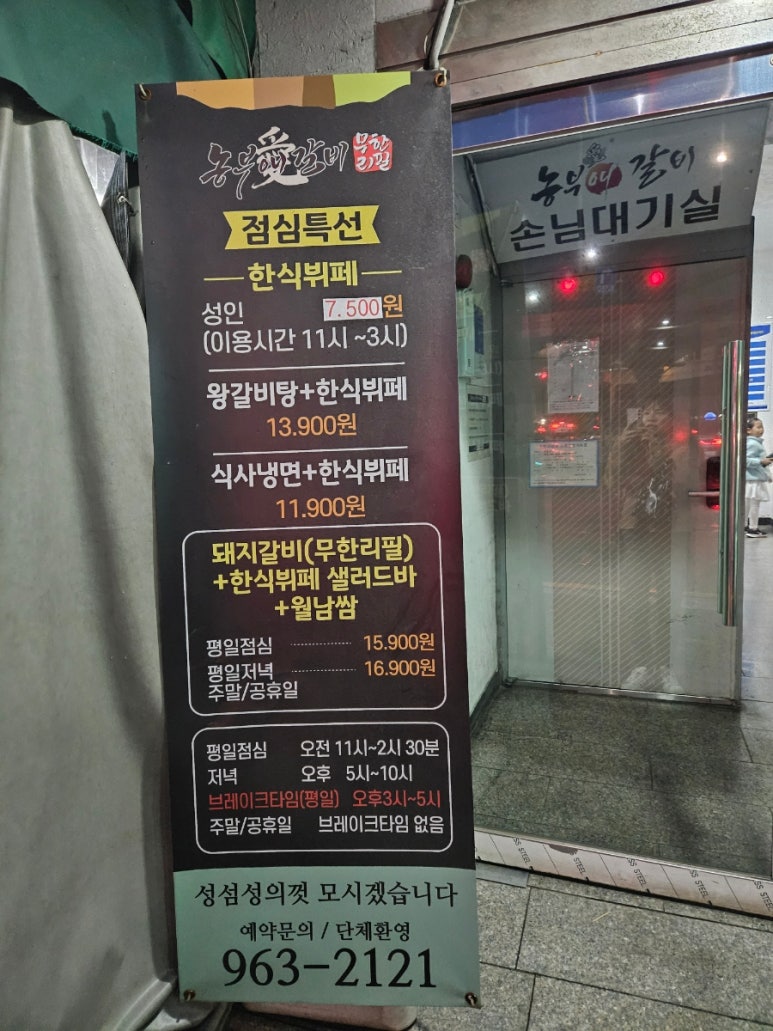 농부愛갈비 무한리필
점심특선
한식뷔페
성인 7.500원
(이용시간 11시 ~3시)
왕갈비탕+한식뷔페
13.900원
식사냉면+한식뷔페
11.900원
돼지갈비(무한리필)
+한식뷔페 샐러드바
+월남쌈
평일점심 15.900원
평일저녁 16.900원
주말/공휴일
평일점심 오전 11시~2시 30분
저녁 오후 5시~10시
브레이크타임(평일) 오후3시~5시
주말/공휴일 브레이크타임 없음
성섬성의껏 모시겠습니다
예약문의 / 단체환영
963-2121
농부애 갈비
손님대기실